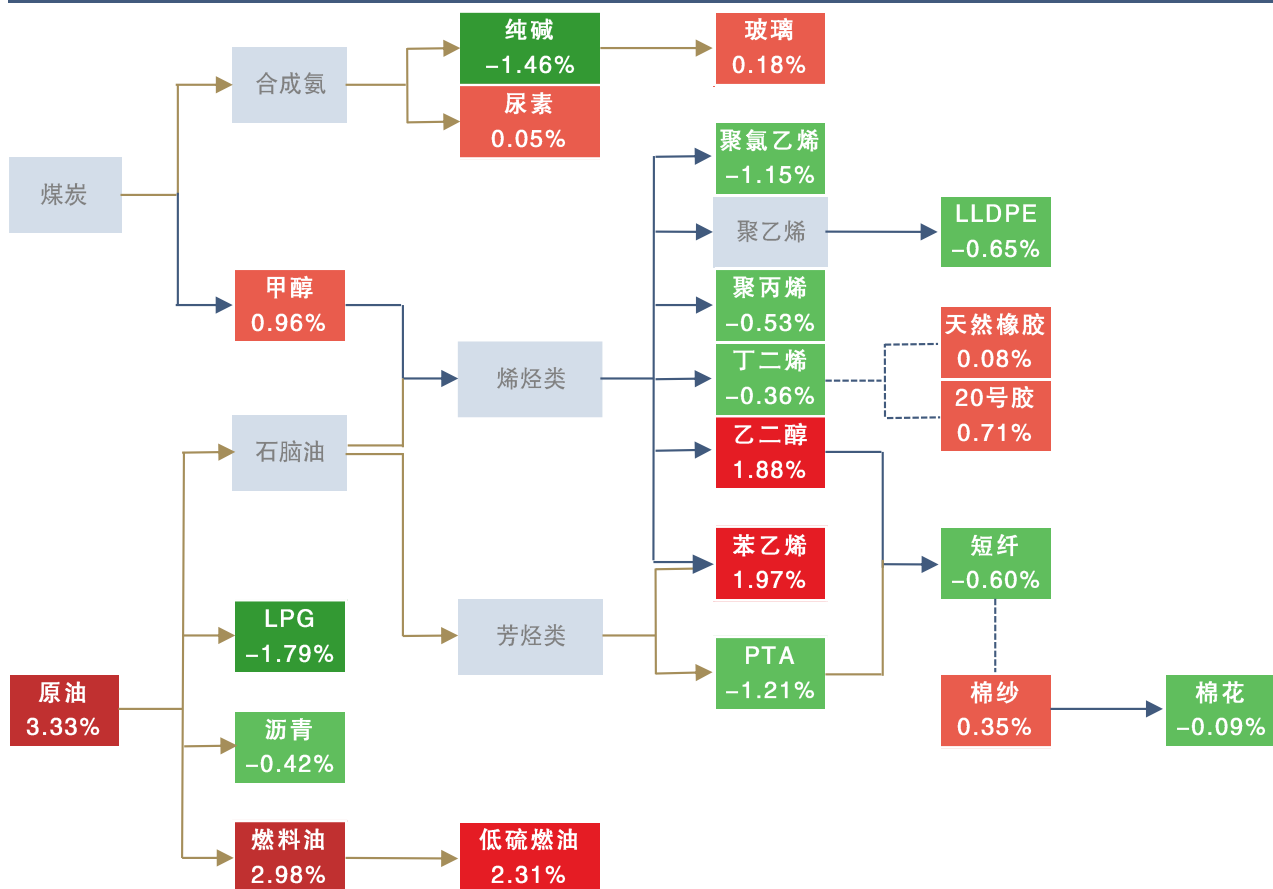 纯碱
-1.46%
玻璃
0.18%
合成氨
尿素
0.05%
聚氯乙烯
-1.15%
煤炭
聚乙烯
LLDPE
-0.65%
甲醇
0.96%
聚丙烯
-0.53%
天然橡胶
0.08%
烯烃类
丁二烯
-0.36%
20号胶
0.71%
石脑油
乙二醇
1.88%
苯乙烯
1.97%
短纤
-0.60%
LPG
-1.79%
芳烃类
PTA
-1.21%
原油
3.33%
棉纱
0.35%
棉花
-0.09%
沥青
-0.42%
燃料油
2.98%
低硫燃油
2.31%